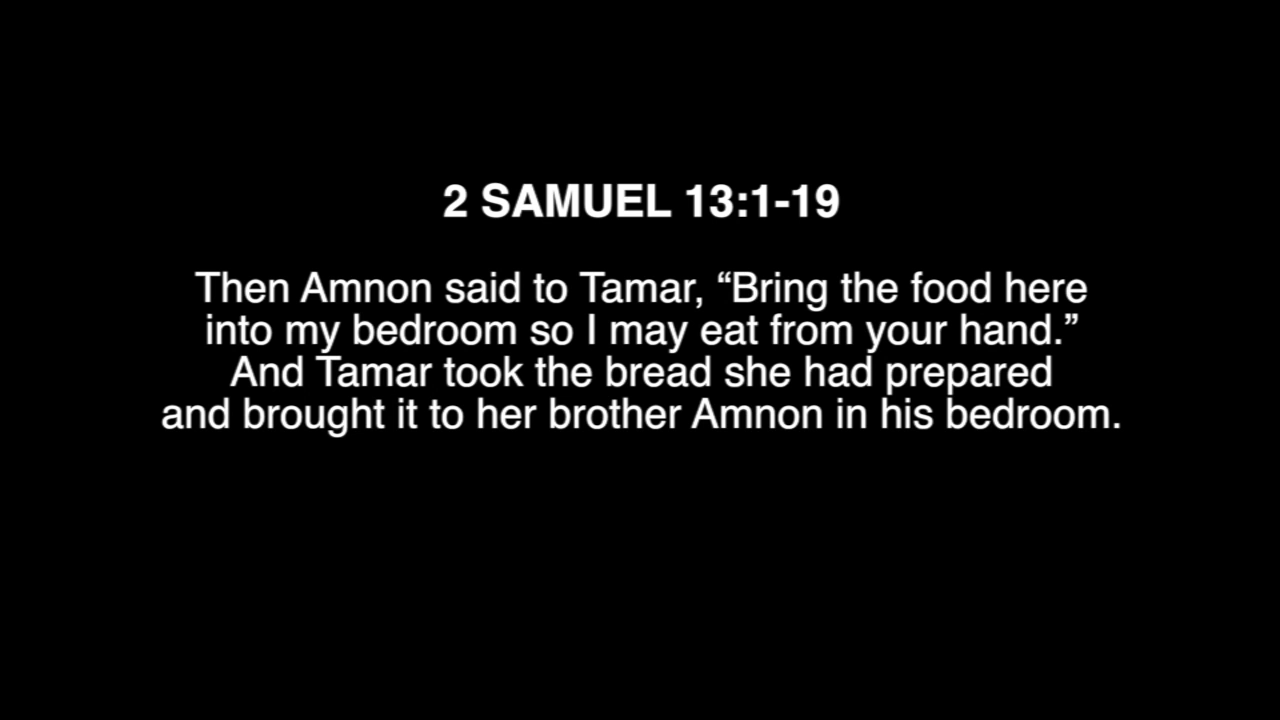 2 SAMUEL 13:1-19
Then Amnon said to Tamar, “Bring the food here
into my bedroom so I may eat from your hand.”
And Tamar took the bread she had prepared
and brought it to her brother Amnon in his bedroom.